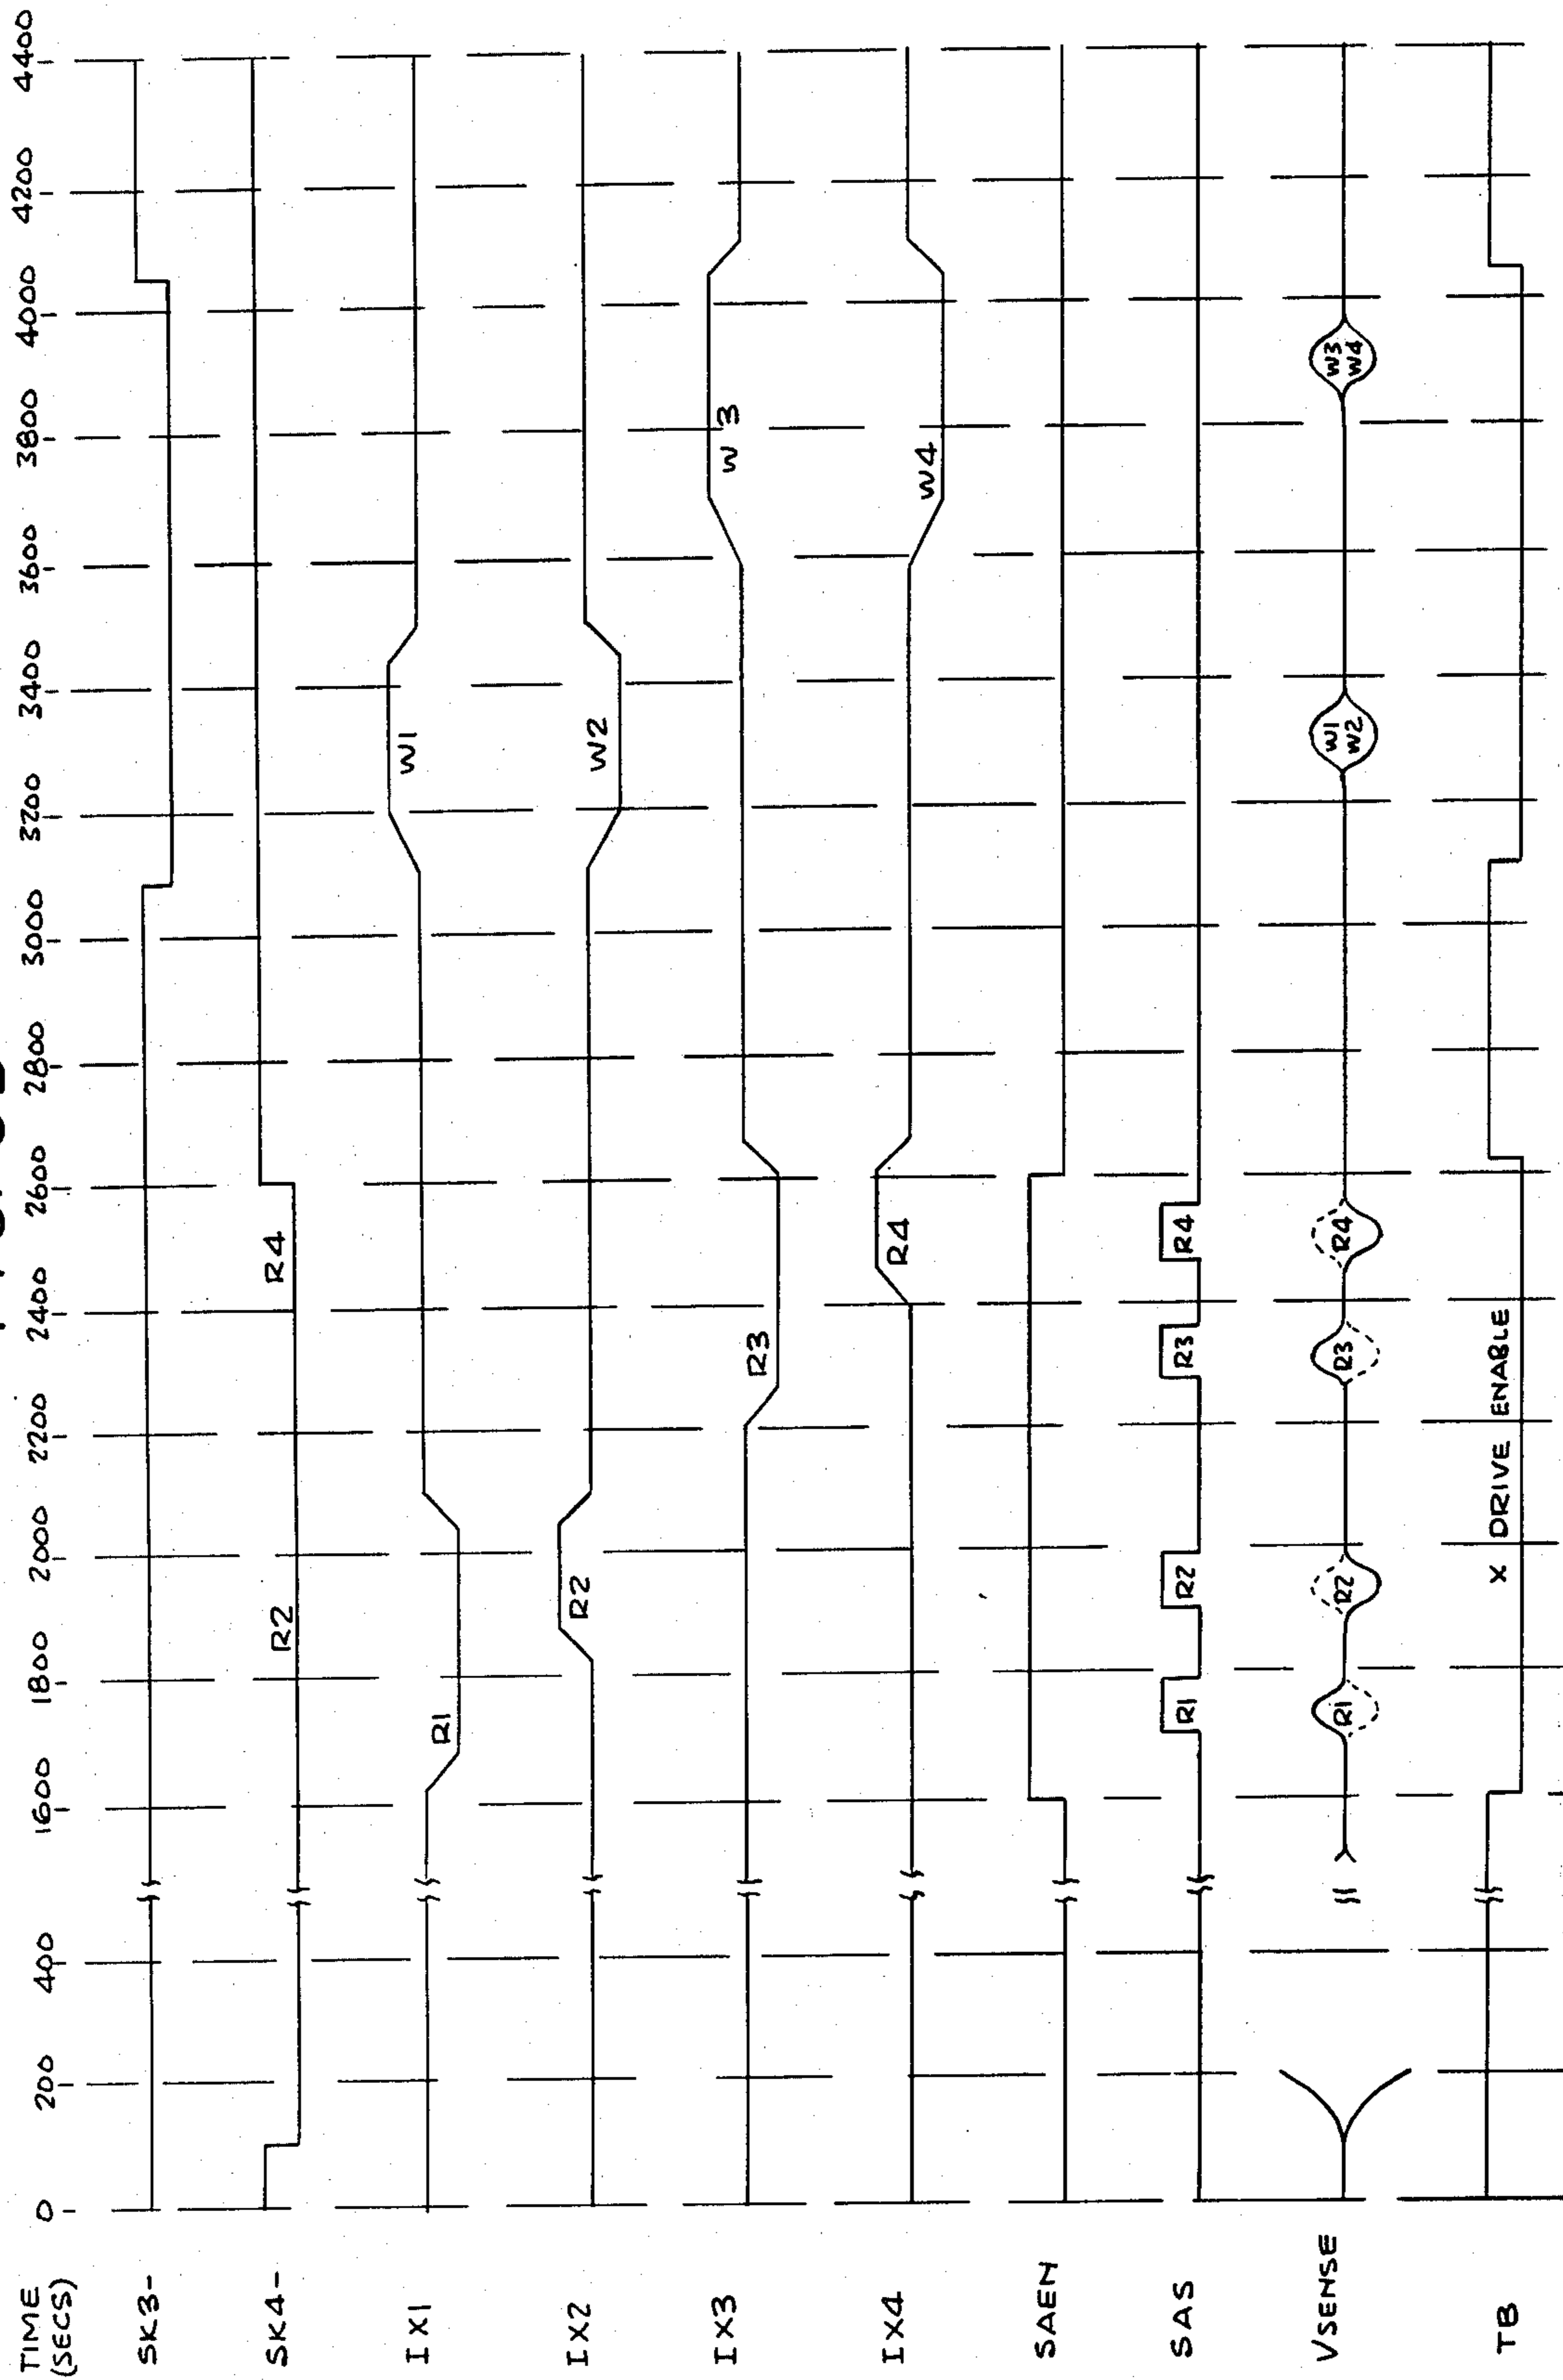 TIME
(SECS)
0 200 400 1600 1800 2000 2200 2400 2600 2800 3000 3200 3400 3600 3800 4000 4200 4400
SK3-
SK4- R2 R4
IX1 R1 W1
IX2 R2 W2
IX3 R3 W3
IX4 R4 W4
SAEN
SAS R1 R2 R3 R4
VSENSE R1 R2 R3 R4 W1 W2 W3 W4
TB X DRIVE ENABLE